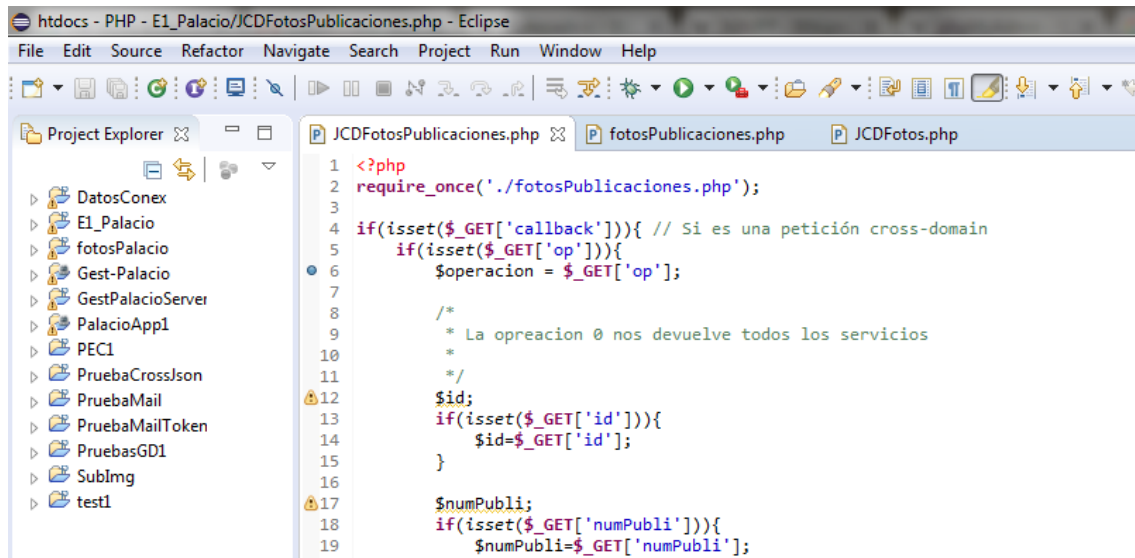 htdocs - PHP - E1_Palacio/JCDFotosPublicaciones.php - Eclipse
File Edit Source Refactor Navigate Search Project Run Window Help
Project Explorer
DatosConex
E1_Palacio
fotosPalacio
Gest-Palacio
GestPalacioServer
PalacioApp1
PEC1
PruebaCrossJson
PruebaMail
PruebaMailToken
PruebasGD1
SubImg
test1
JCDFotosPublicaciones.php fotosPublicaciones.php JCDFotos.php
1 <?php
2 require_once('./fotosPublicaciones.php');
3
4 if(isset($_GET['callback'])){ // Si es una petición cross-domain
5 if(isset($_GET['op'])){
6 $operacion = $_GET['op'];
7
8 /*
9 * La opreacion 0 nos devuelve todos los servicios
10 *
11 */
12 $id;
13 if(isset($_GET['id'])){
14 $id=$_GET['id'];
15 }
16
17 $numPubli;
18 if(isset($_GET['numPubli'])){
19 $numPubli=$_GET['numPubli'];